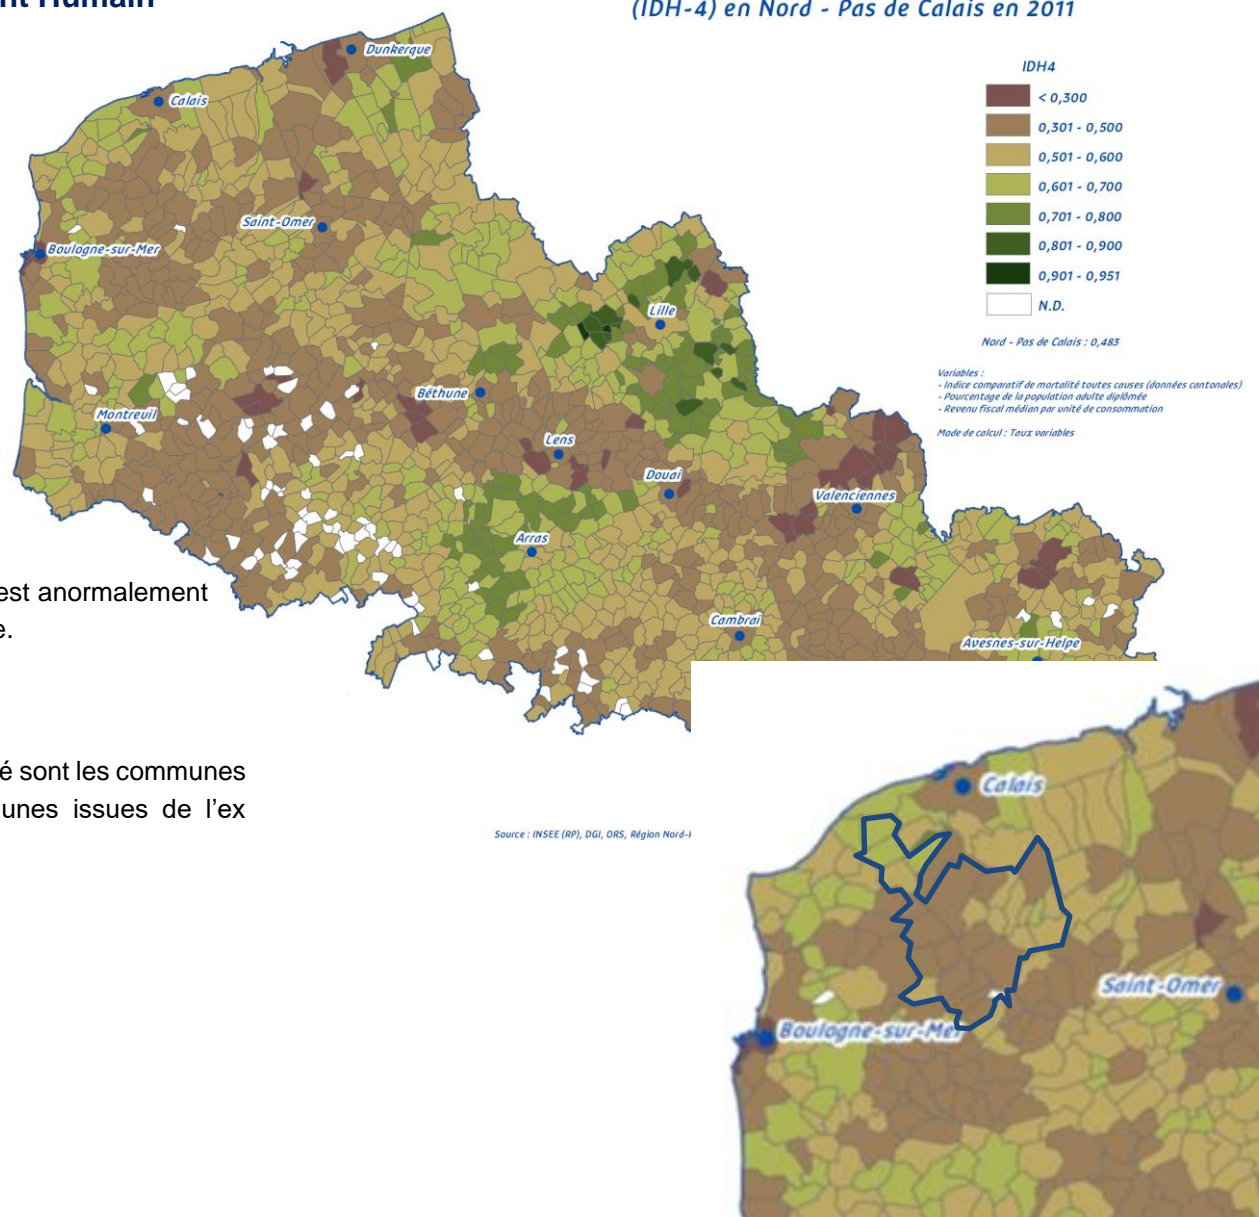 nt Humain
(IDH-4) en Nord - Pas de Calais en 2011
IDH4
< 0,300
0,301 - 0,500
0,501 - 0,600
0,601 - 0,700
0,701 - 0,800
0,801 - 0,900
0,901 - 0,951
N.D.
Nord - Pas de Calais : 0,483
Variables :
- Indice comparatif de mortalité toutes causes (données cantonales)
- Pourcentage de la population adulte diplômée
- Revenu fiscal médian par unité de consommation
Mode de calcul : Taux variables
Dunkerque
Calais
Saint-Omer
Boulogne-sur-Mer
Lille
Béthune
Montreuil
Lens
Douai
Valenciennes
Arras
Cambrai
Avesnes-sur-Helpe
est anormalement
e.
é sont les communes
unes issues de l'ex
Source : INSEE (RP), DGI, ORS, Région Nord-
Calais
Saint-Omer
Boulogne-sur-Mer